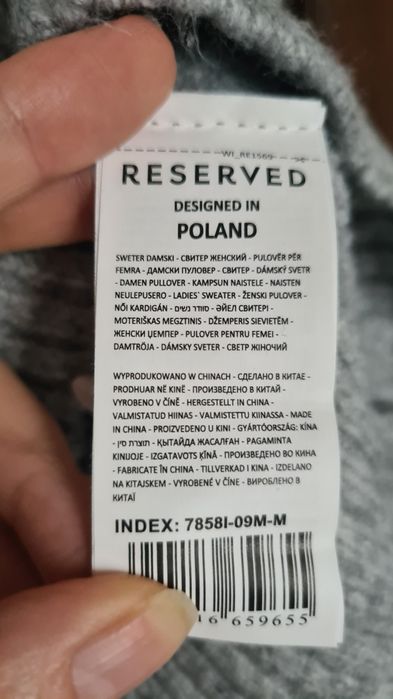 WI_RE1569
RESERVED
DESIGNED IN
POLAND
SWETER DAMSKI - СВИТЕР ЖЕНСКИЙ - PULOVËR PËR
FEMRA - ДАМСКИ ПУЛОВЕР - СВИТЕР - DÁMSKÝ SVETR
- DAMEN PULLOVER - KAMPSUN NAISTELE - NAISTEN
NEULEPUSERO - LADIES` SWEATER - ŽENSKI PULOVER -
NŐI KARDIGÁN - סוודר נשים - ӘЙЕЛ СВИТЕРІ -
MOTERIŠKAS MEGZTINIS - DŽEMPERIS SIEVIETĒM -
ЖЕНСКИ ЏЕМПЕР - PULOVER PENTRU FEMEI -
DAMTRÖJA - DÁMSKY SVETER - СВЕТР ЖІНОЧИЙ
WYPRODUKOWANO W CHINACH - СДЕЛАНО В КИТАЕ -
PRODHUAR NË KINË - ПРОИЗВЕДЕНО В КИТАЙ -
VYROBENO V ČÍNĚ - HERGESTELLT IN CHINA -
VALMISTATUD HIINAS - VALMISTETTU KIINASSA - MADE
IN CHINA - PROIZVEDENO U KINI - GYÁRTÓORSZÁG: KÍNA
- תוצרת סין - ҚЫТАЙДА ЖАСАЛҒАН - PAGAMINTA
KINIJOJE - IZGATAVOTS ĶĪNĀ - ПРОИЗВЕДЕНО ВО КИНА
- FABRICATE ÎN CHINA - TILLVERKAD I KINA - IZDELANO
NA KITAJSKEM - VYROBENÉ V ČÍNE - ВИРОБЛЕНО В
КИТАЇ
INDEX: 7858I-09M-M
16 659655